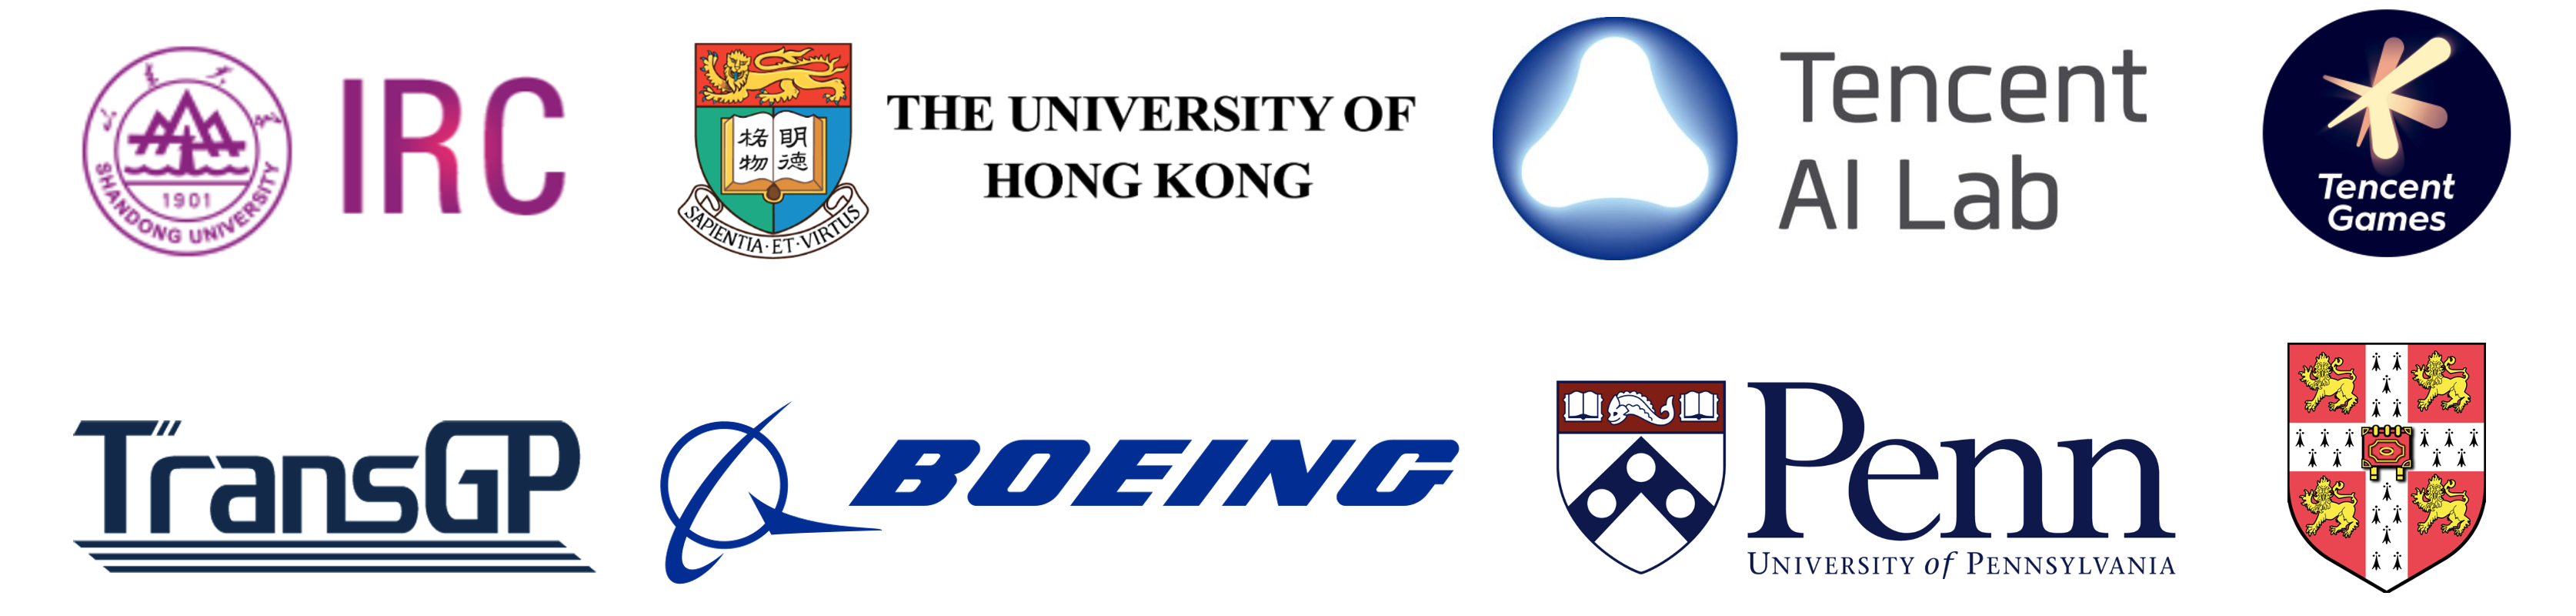 SHANDONG UNIVERSITY
1901
IRC
格物
明德
SAPIENTIA·ET·VIRTUS
THE UNIVERSITY OF
HONG KONG
Tencent
AI Lab
Tencent
Games
TransGP
BOEING
Penn
UNIVERSITY of PENNSYLVANIA